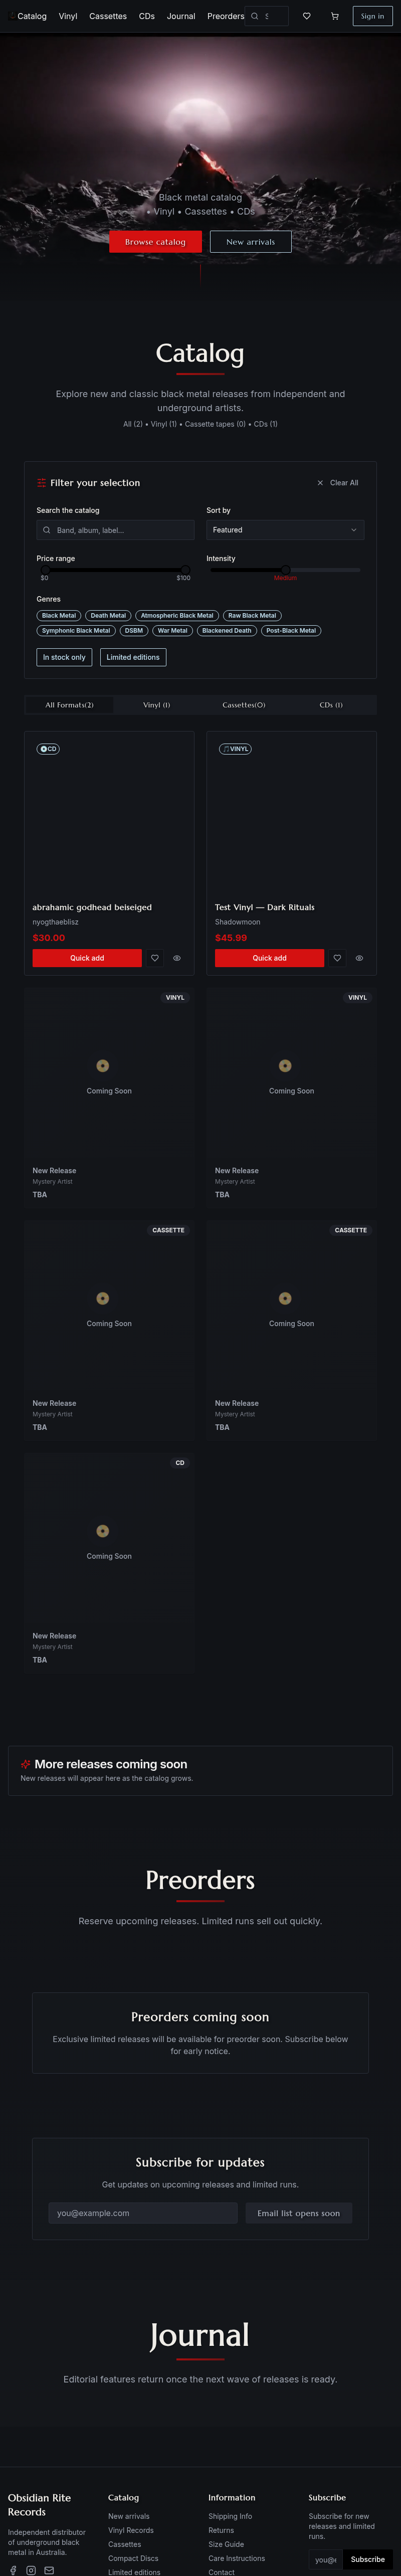 Catalog Vinyl Cassettes CDs Journal Preorders Sign in
Black metal catalog
• Vinyl • Cassettes • CDs
Browse catalog New arrivals
Catalog
Explore new and classic black metal releases from independent and
underground artists.
All (2) • Vinyl (1) • Cassette tapes (0) • CDs (1)
Filter your selection Clear All
Search the catalog Sort by
Band, album, label... Featured
Price range Intensity
$0 $100 Medium
Genres
Black Metal Death Metal Atmospheric Black Metal Raw Black Metal
Symphonic Black Metal DSBM War Metal Blackened Death Post-Black Metal
In stock only Limited editions
All Formats(2) Vinyl (1) Cassettes(0) CDs (1)
CD VINYL
abrahamic godhead beiseiged Test Vinyl — Dark Rituals
nyogthaeblisz Shadowmoon
$30.00 $45.99
Quick add Quick add
VINYL VINYL
Coming Soon Coming Soon
New Release New Release
Mystery Artist Mystery Artist
TBA TBA
CASSETTE CASSETTE
Coming Soon Coming Soon
New Release New Release
Mystery Artist Mystery Artist
TBA TBA
CD
Coming Soon
New Release
Mystery Artist
TBA
More releases coming soon
New releases will appear here as the catalog grows.
Preorders
Reserve upcoming releases. Limited runs sell out quickly.
Preorders coming soon
Exclusive limited releases will be available for preorder soon. Subscribe below
for early notice.
Subscribe for updates
Get updates on upcoming releases and limited runs.
you@example.com Email list opens soon
Journal
Editorial features return once the next wave of releases is ready.
Obsidian Rite
Records
Independent distributor
of underground black
metal in Australia.
Catalog
New arrivals
Vinyl Records
Cassettes
Compact Discs
Limited editions
Information
Shipping Info
Returns
Size Guide
Care Instructions
Contact
Subscribe
Subscribe for new
releases and limited
runs.
you@ Subscribe